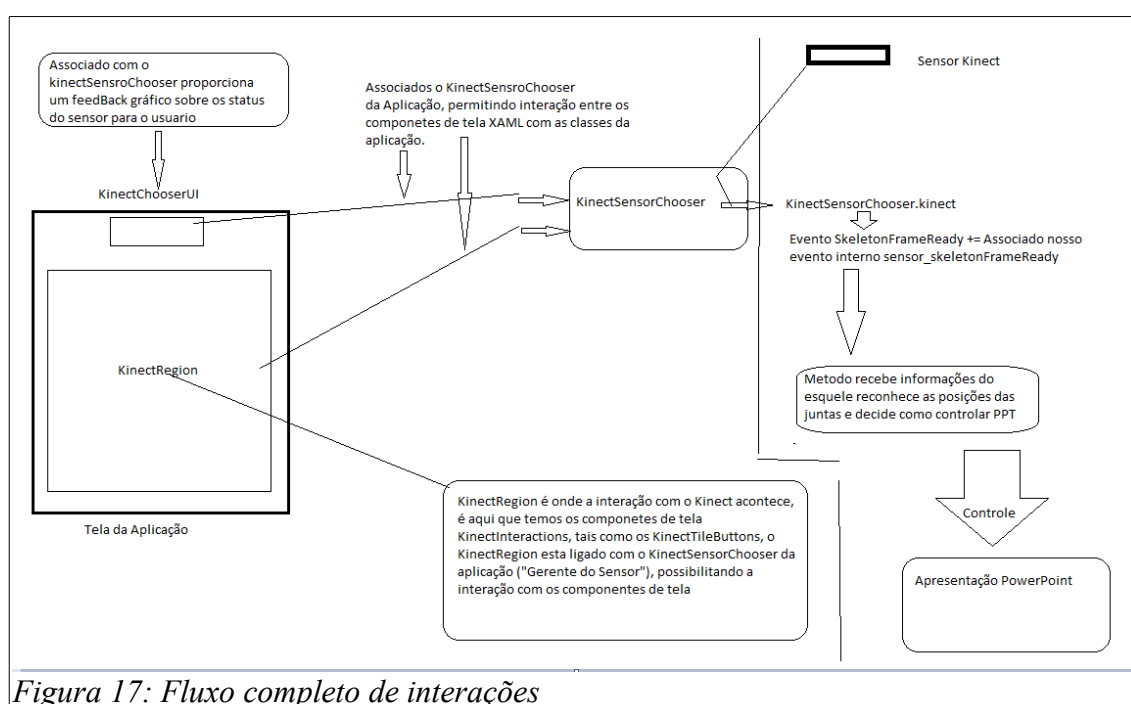 Associado com o
kinectSensroChooser proporciona
um feedBack gráfico sobre os status
do sensor para o usuario
KinectChooserUI
KinectRegion
Tela da Aplicação
Associados o KinectSensroChooser
da Aplicação, permitindo interação entre os
componetes de tela XAML com as classes da
aplicação.
KinectSensorChooser
Sensor Kinect
KinectSensorChooser.kinect
Evento SkeletonFrameReady += Associado nosso
evento interno sensor_skeletonFrameReady
Metodo recebe informações do
esquele reconhece as posições das
juntas e decide como controlar PPT
Controle
Apresentação PowerPoint
KinectRegion é onde a interação com o Kinect acontece,
é aqui que temos os componetes de tela
KinectInteractions, tais como os KinectTileButtons, o
KinectRegion esta ligado com o KinectSensorChooser da
aplicação ("Gerente do Sensor"), possibilitando a
interação com os componentes de tela
Figura 17: Fluxo completo de interações